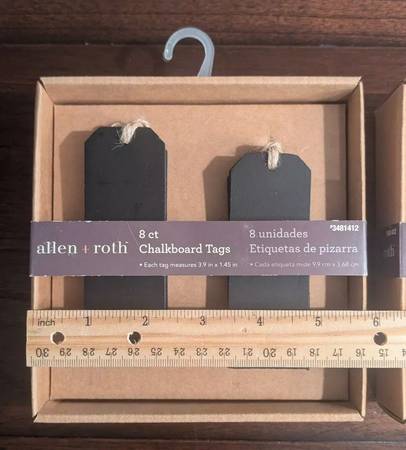 #3481412
allen + roth
8 ct
Chalkboard Tags
• Each tag measures 3.9 in x 1.45 in
8 unidades
Etiquetas de pizarra
• Cada etiqueta mide 9.9 cm x 3.68 cm
inch 1 2 3 4 5 6
30 29 28 27 26 25 24 23 22 21 20 19 18 17 16 15